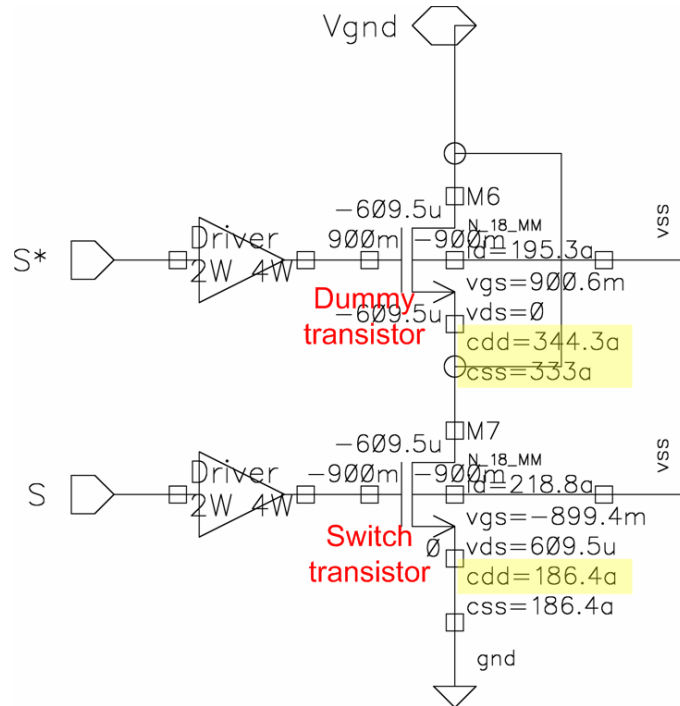 Vgnd
M6
-609.5u
N_18_MM
Driver
900m
-900m
id=195.3a
S*
2W 4W
vgs=900.6m
vss
Dummy
transistor
-609.5u
vds=0
cdd=344.3a
css=333a
M7
-609.5u
N_18_MM
Driver
-900m
-900m
id=218.8a
S
2W 4W
vgs=-899.4m
vss
Switch
transistor
0
vds=609.5u
cdd=186.4a
css=186.4a
gnd